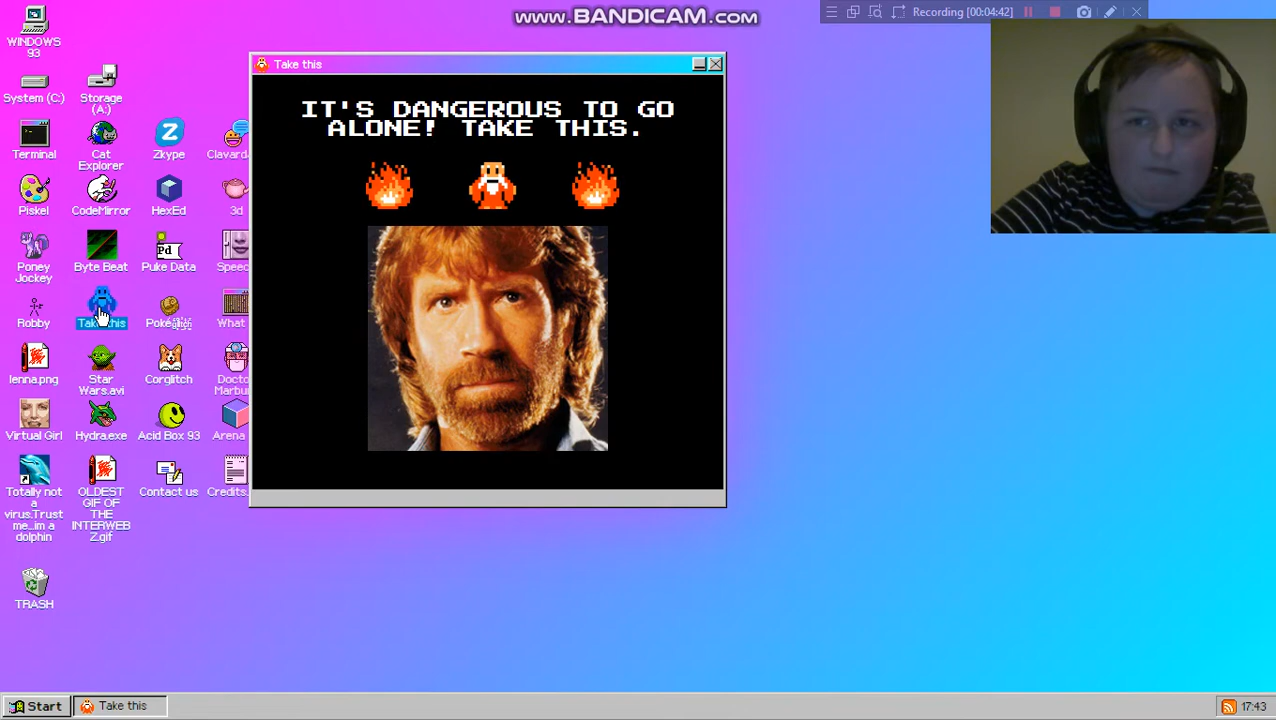 www.BANDICAM.com
Recording [00:04:42]
WINDOWS
93
System (C:)
Storage
(A:)
Terminal
Cat
Explorer
Zkype
Piskel
CodeMirror
HexEd
3d
Poney
Jockey
Byte Beat
Puke Data
Pd
Robby
Take this
What
lenna.png
Star
Wars.avi
Corglitch
Virtual Girl
Hydra.exe
Acid Box 93
Arena
Totally not
a
virus.Trust
me..im a
dolphin
OLDEST
GIF OF
THE
INTERWEB
Z.gif
Contact us
Credits.
TRASH
Take this
IT'S DANGEROUS TO GO
ALONE! TAKE THIS.
Start
Take this
17:43